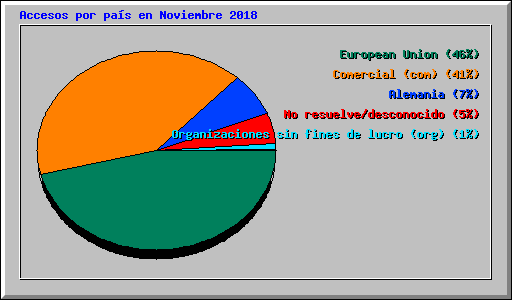 Accesos por país en Noviembre 2018
European Union (46%)
Comercial (com) (41%)
Alemania (7%)
No resuelve/desconocido (5%)
Organizaciones sin fines de lucro (org) (1%)